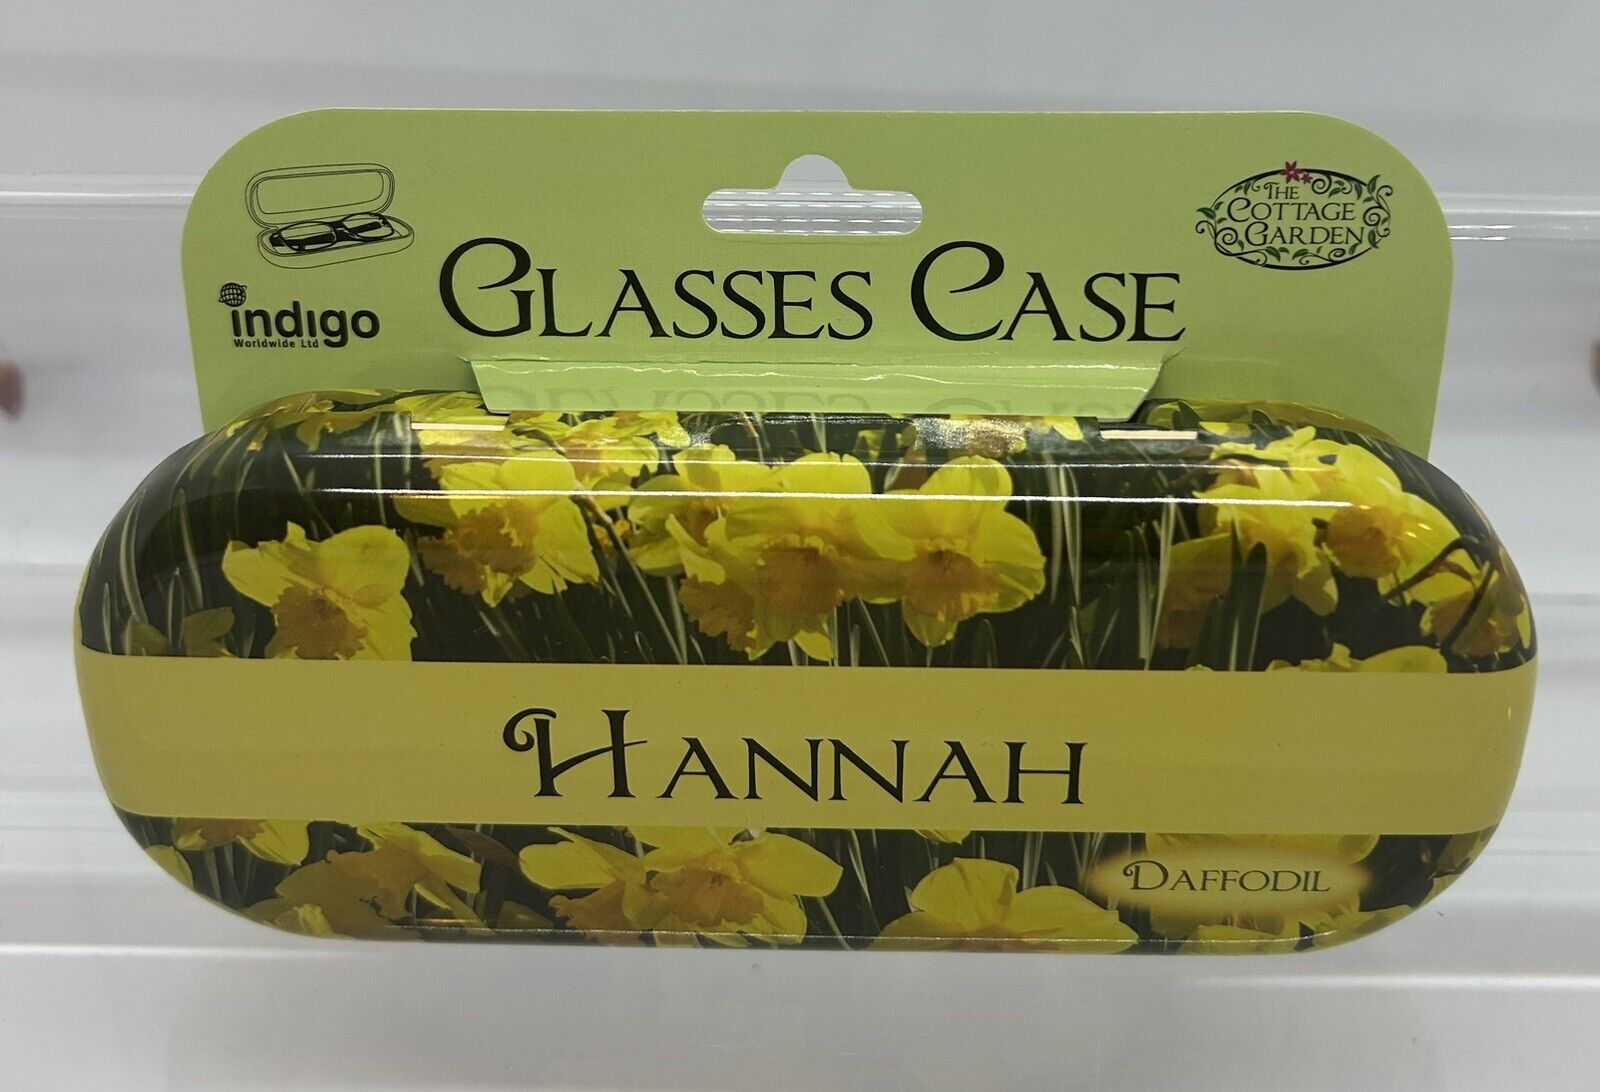 THE
COTTAGE
GARDEN
indigo
Worldwide Ltd
GLASSES CASE
HANNAH
DAFFODIL